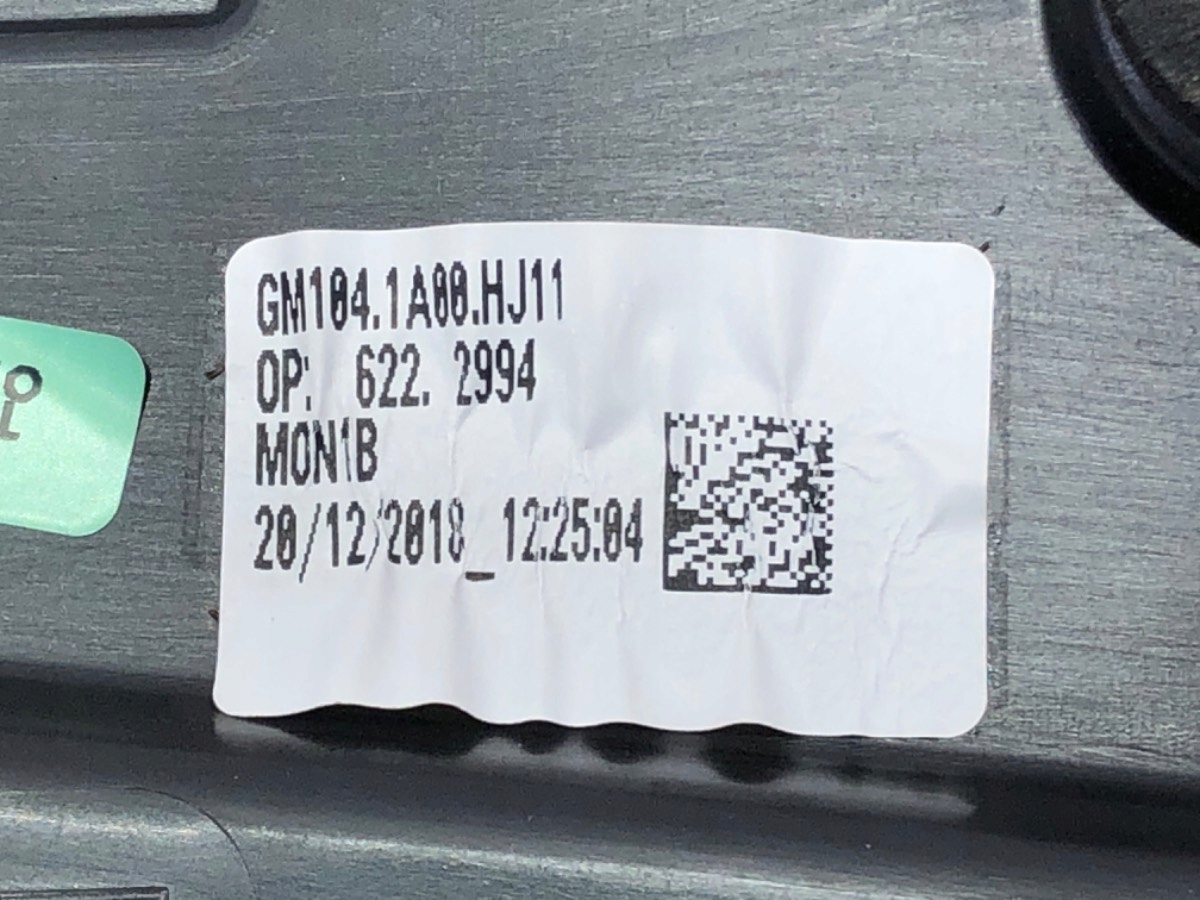 GM104.1A00.HJ11
OP: 622. 2994
MON1B
20/12/2018_12:25:04